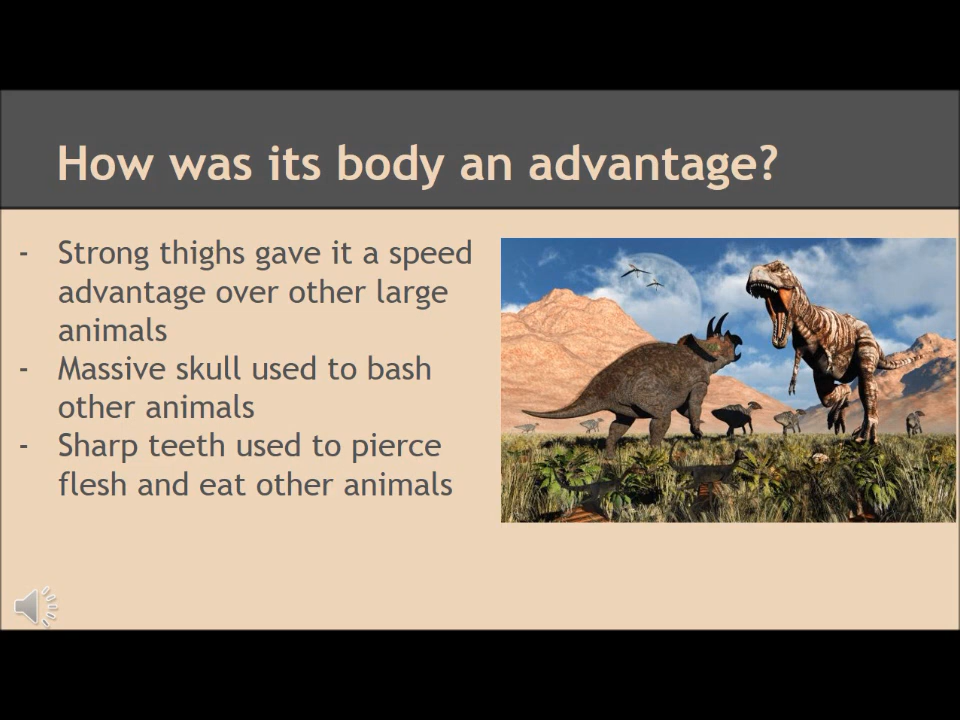 How was its body an advantage?
- Strong thighs gave it a speed
advantage over other large
animals
- Massive skull used to bash
other animals
- Sharp teeth used to pierce
flesh and eat other animals